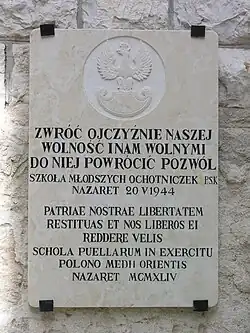 ZWRÓĆ OJCZYŹNIE NASZEJ
WOLNOŚĆ I NAM WOLNYMI
DO NIEJ POWRÓCIĆ POZWÓL
SZKOŁA MŁODSZYCH OCHOTNICZEK P.S.K
NAZARET 20 V 1944
PATRIAE NOSTRAE LIBERTATEM
RESTITUAS ET NOS LIBEROS EI
REDDERE VELIS
SCHOLA PUELLARUM IN EXERCITU
POLONO MEDII ORIENTIS
NAZARET MCMXLIV